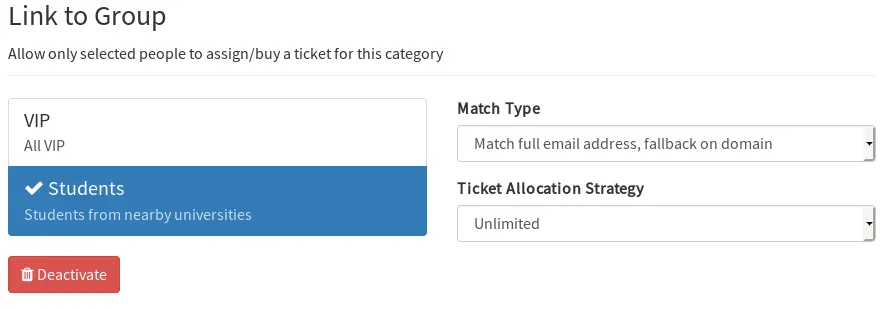 Link to Group
Allow only selected people to assign/buy a ticket for this category
VIP
All VIP
Students
Students from nearby universities
Deactivate
Match Type
Match full email address, fallback on domain
Ticket Allocation Strategy
Unlimited